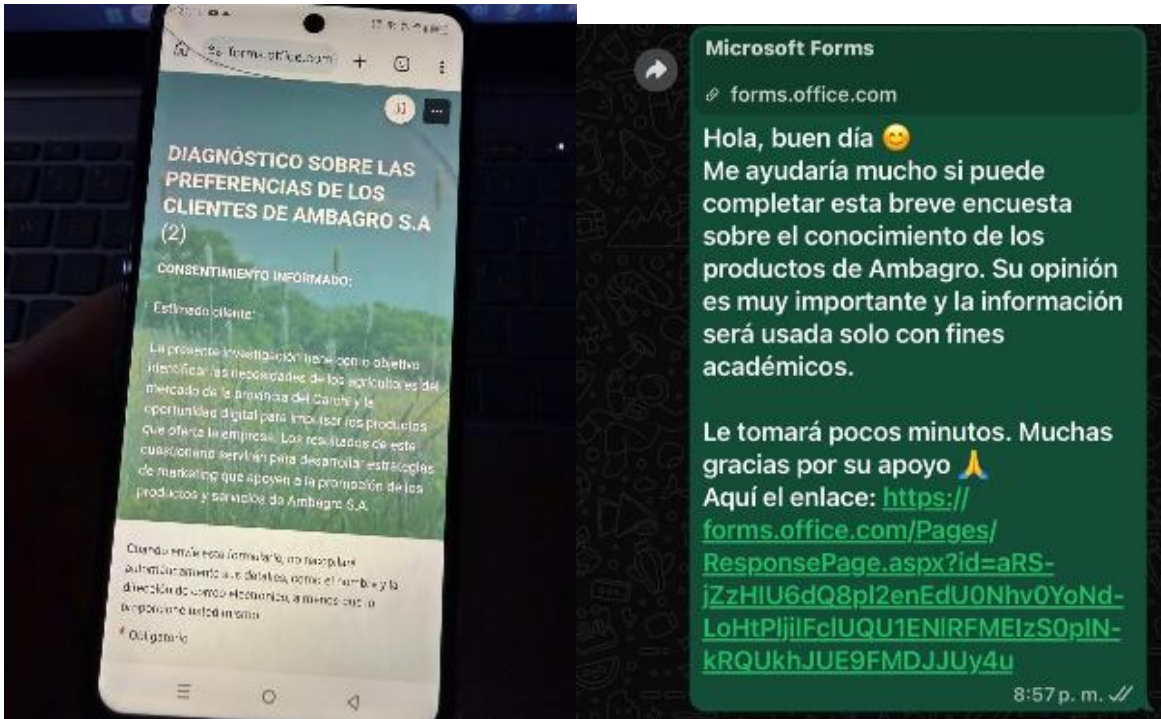 forms.office.com
DIAGNÓSTICO SOBRE LAS
PREFERENCIAS DE LOS
CLIENTES DE AMBAGRO S.A
(2)
CONSENTIMIENTO INFORMADO:
Estimado cliente:
La presente investigación tiene como objetivo
identificar las necesidades de los agricultores del
mercado de la provincia del Carchi y la
oportunidad digital para impulsar los productos
que oferta la empresa. Los resultados de este
cuestionario servirán para desarrollar estrategias
de marketing que apoyen a la promoción de los
productos y servicios de Ambagro S.A.
Cuando envíe este formulario, no recopilará
automáticamente sus detalles, como el nombre y la
dirección de correo electrónico, a menos que lo
proporcione usted mismo.
* Obligatorio
Microsoft Forms
forms.office.com
Hola, buen día 😊
Me ayudaría mucho si puede
completar esta breve encuesta
sobre el conocimiento de los
productos de Ambagro. Su opinión
es muy importante y la información
será usada solo con fines
académicos.
Le tomará pocos minutos. Muchas
gracias por su apoyo 🙏
Aquí el enlace: https://
forms.office.com/Pages/
ResponsePage.aspx?id=aRS-
jZzHIU6dQ8pl2enEdU0Nhv0YoNd-
LoHtPljilFclUQU1ENlRFMEIzS0plN-
kRQUkhJUE9FMDJJUy4u
8:57 p. m.